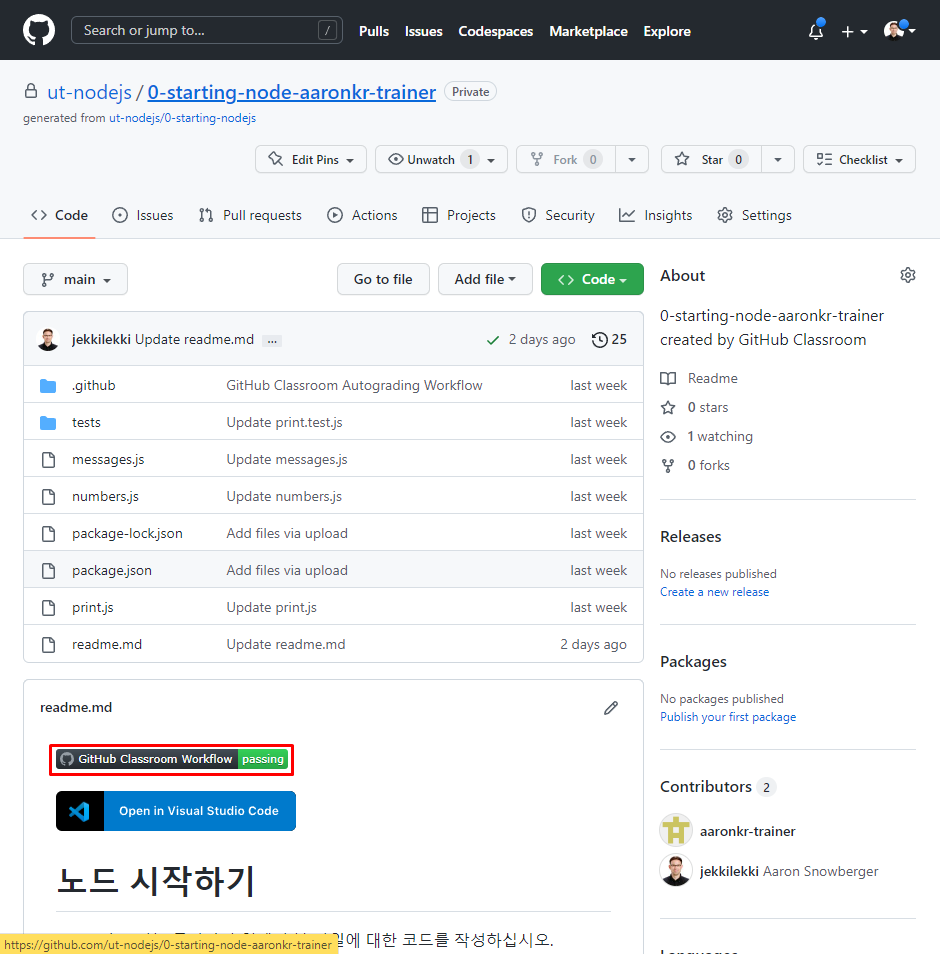 Search or jump to... / Pulls Issues Codespaces Marketplace Explore
ut-nodejs / 0-starting-node-aaronkr-trainer Private
generated from ut-nodejs/0-starting-nodejs
Edit Pins Unwatch 1 Fork 0 Star 0 Checklist
Code Issues Pull requests Actions Projects Security Insights Settings
main Go to file Add file Code
jekkilekki Update readme.md ... 2 days ago 25
.github GitHub Classroom Autograding Workflow last week
tests Update print.test.js last week
messages.js Update messages.js last week
numbers.js Update numbers.js last week
package-lock.json Add files via upload last week
package.json Add files via upload last week
print.js Update print.js last week
readme.md Update readme.md 2 days ago
readme.md
GitHub Classroom Workflow passing
Open in Visual Studio Code
노드 시작하기
에 대한 코드를 작성하십시오.
https://github.com/ut-nodejs/0-starting-node-aaronkr-trainer
About
0-starting-node-aaronkr-trainer
created by GitHub Classroom
Readme
0 stars
1 watching
0 forks
Releases
No releases published
Create a new release
Packages
No packages published
Publish your first package
Contributors 2
aaronkr-trainer
jekkilekki Aaron Snowberger
Languages